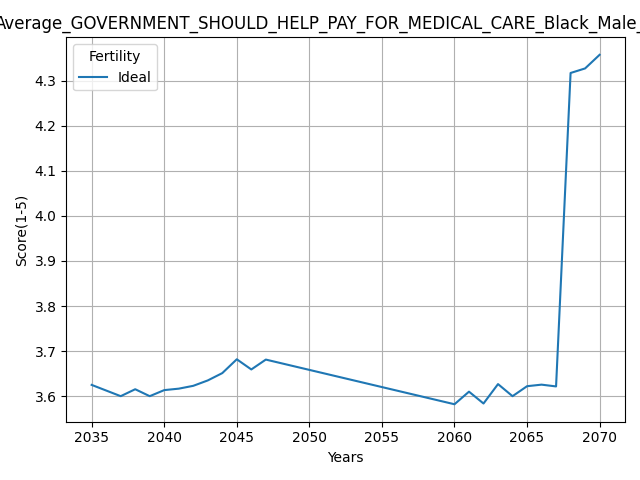 Average_GOVERNMENT_SHOULD_HELP_PAY_FOR_MEDICAL_CARE_Black_Male_
Fertility
Ideal
4.3
4.2
4.1
4.0
3.9
3.8
3.7
3.6
Score(1-5)
2035 2040 2045 2050 2055 2060 2065 2070
Years